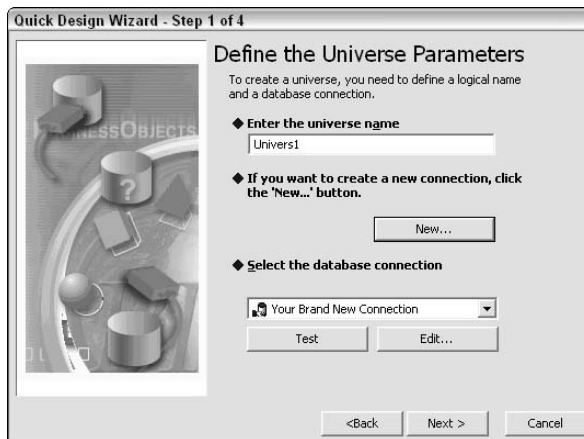 Quick Design Wizard - Step 1 of 4
Define the Universe Parameters
To create a universe, you need to define a logical name
and a database connection.
Enter the universe name
Univers1
If you want to create a new connection, click
the 'New...' button.
New...
Select the database connection
Your Brand New Connection
Test Edit...
<Back Next > Cancel
INESSOBJECTS
?